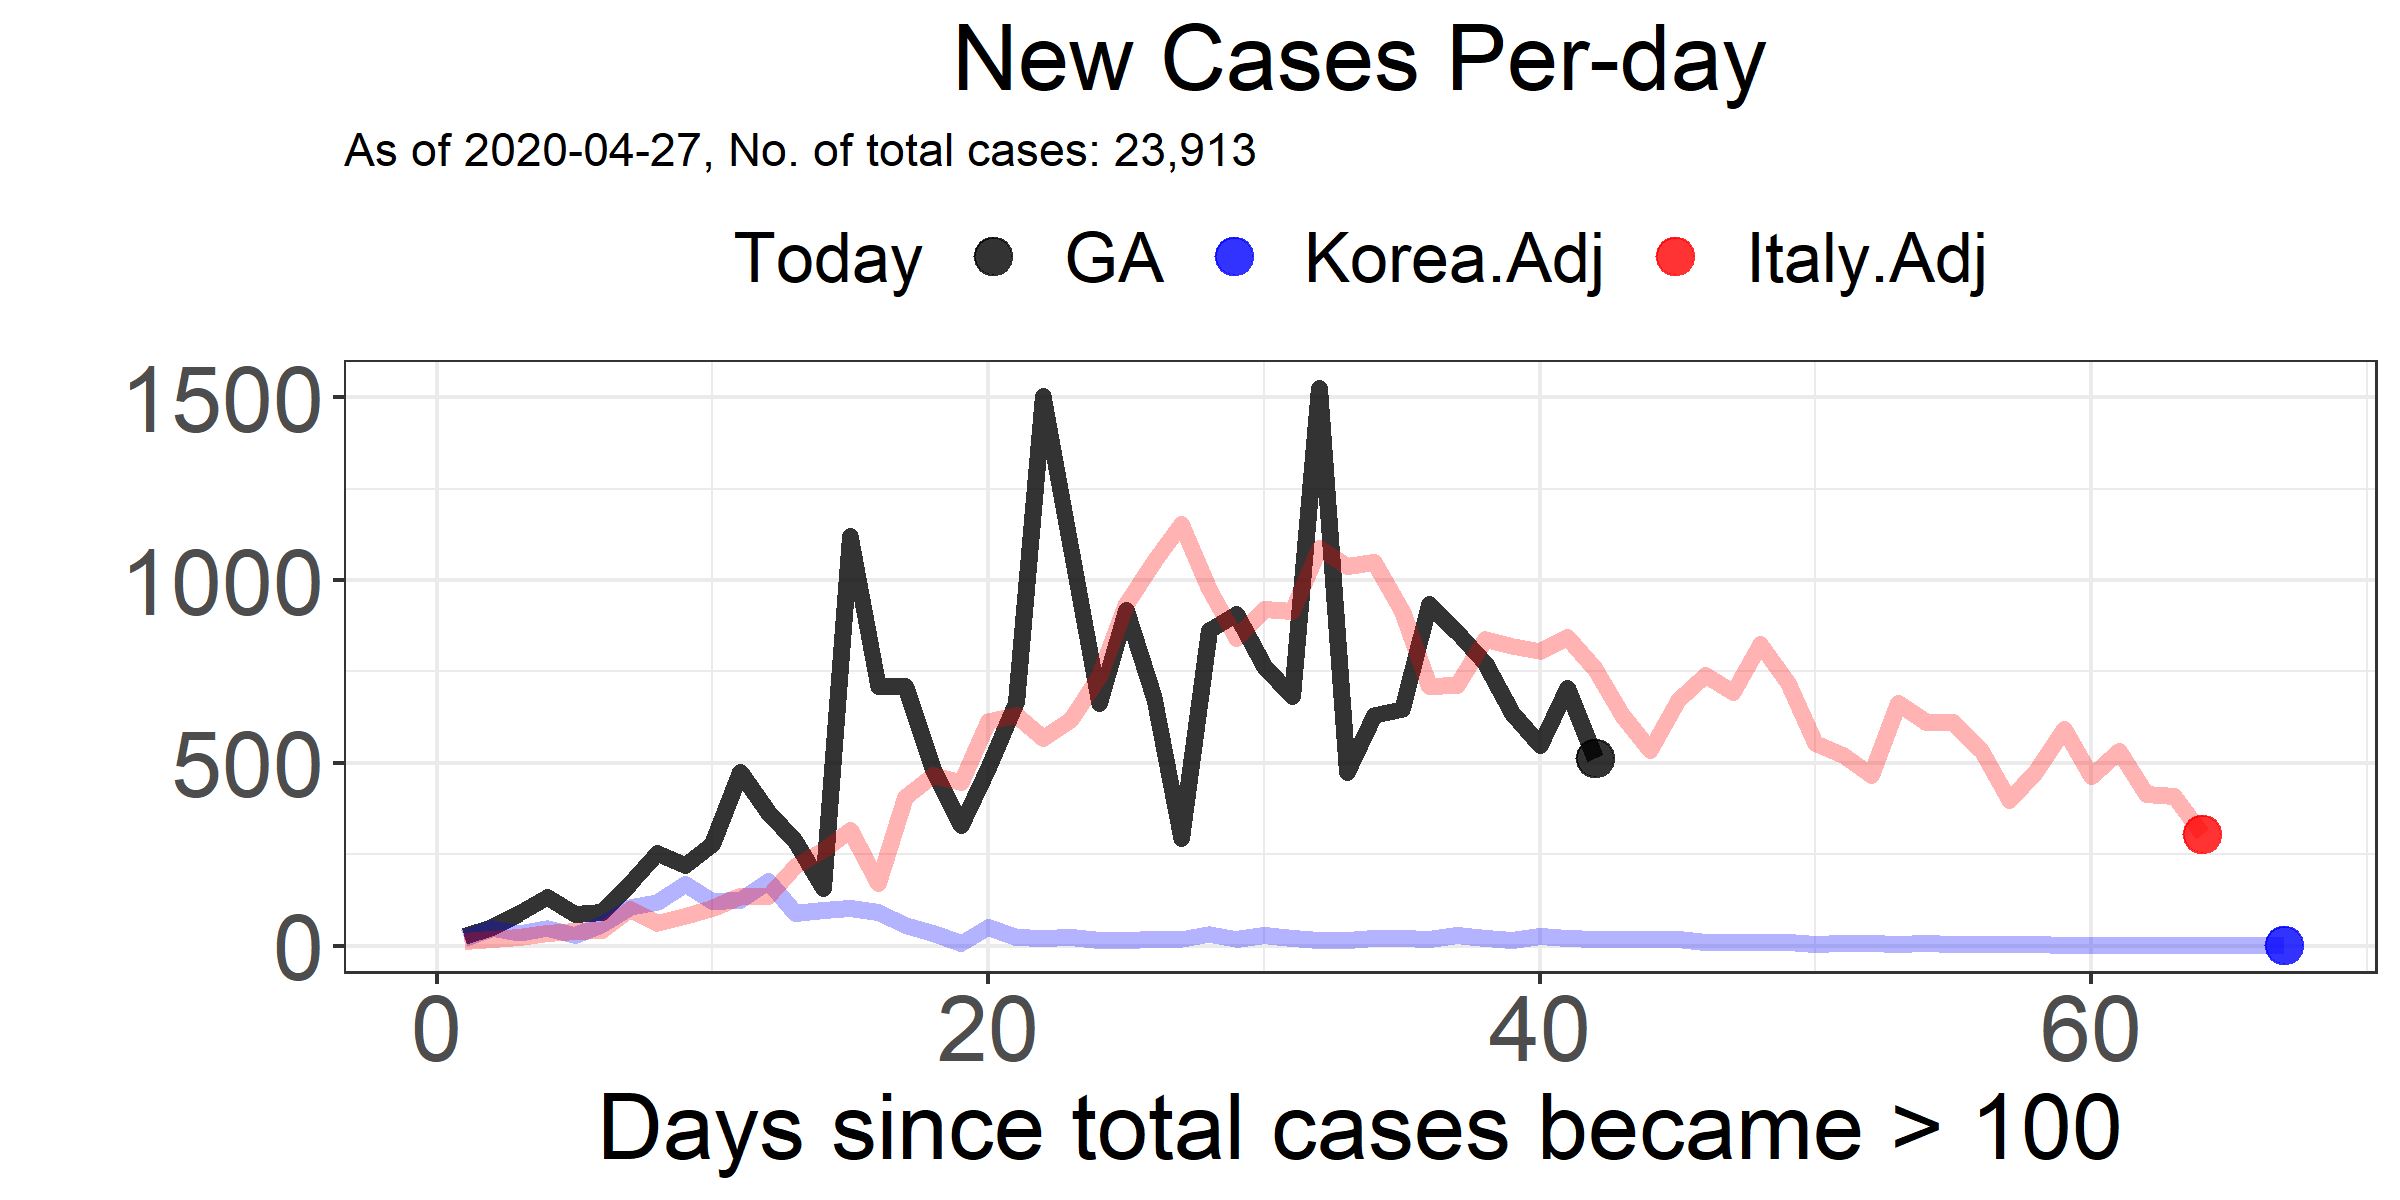 New Cases Per-day
As of 2020-04-27, No. of total cases: 23,913
Today GA Korea.Adj Italy.Adj
1500
1000
500
0
0 20 40 60
Days since total cases became > 100